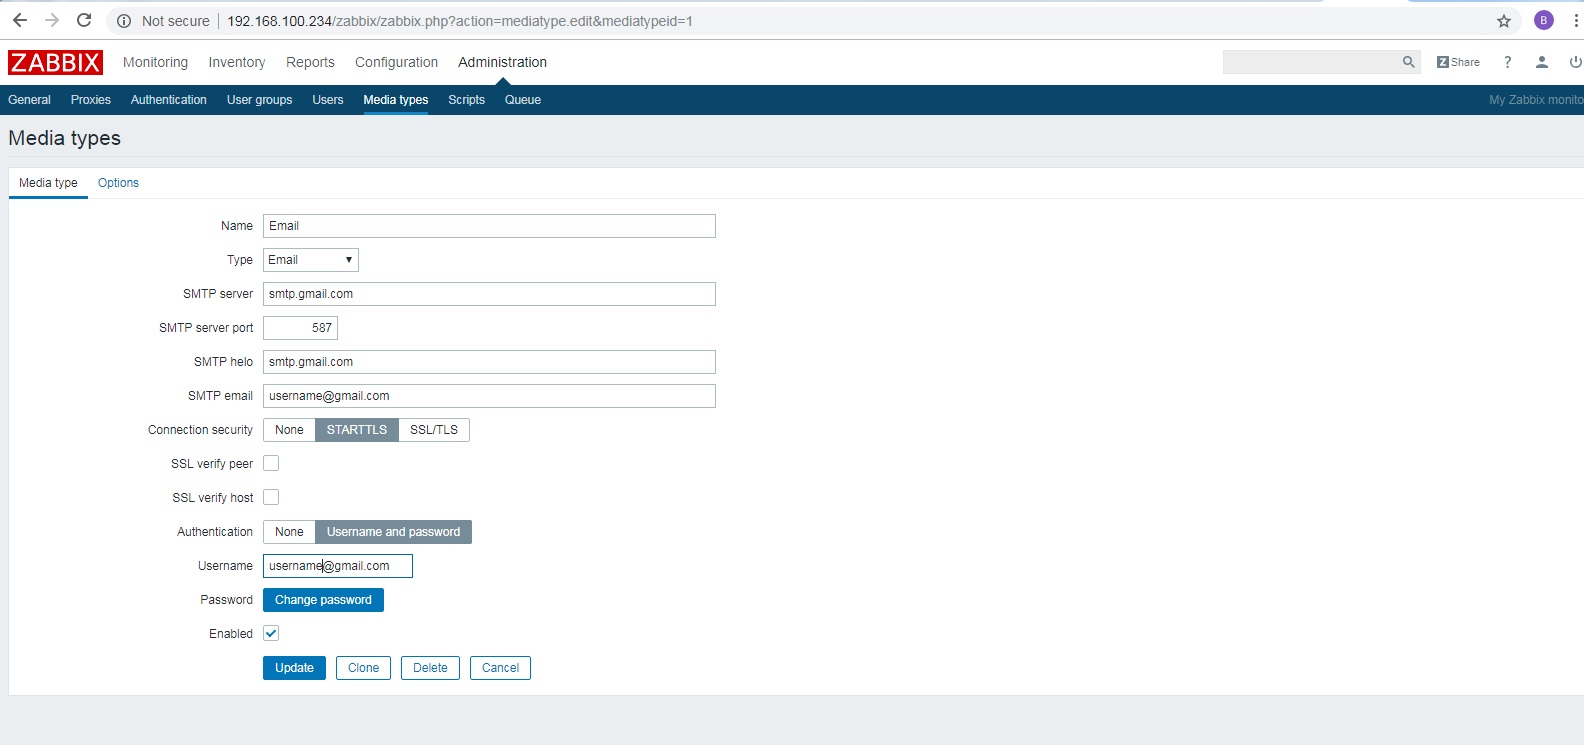 Not secure 192.168.100.234/zabbix/zabbix.php?action=mediatype.edit&mediatypeid=1 B
ZABBIX Monitoring Inventory Reports Configuration Administration Z Share ?
General Proxies Authentication User groups Users Media types Scripts Queue My Zabbix monito
Media types
Media type Options
Name Email
Type Email
SMTP server smtp.gmail.com
SMTP server port 587
SMTP helo smtp.gmail.com
SMTP email username@gmail.com
Connection security None STARTTLS SSL/TLS
SSL verify peer
SSL verify host
Authentication None Username and password
Username username@gmail.com
Password Change password
Enabled
Update Clone Delete Cancel